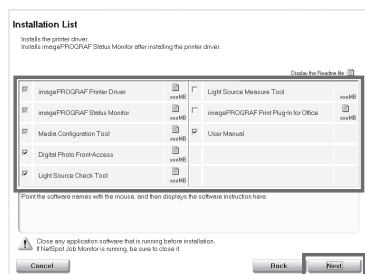 Installation List
Installs the printer driver.
Installs imagePROGRAF Status Monitor after installing the printer driver.
Display the Readme file
imagePROGRAF Printer Driver
xxxMB
Light Source Measure Tool
xxxMB
imagePROGRAF Status Monitor
xxxMB
imagePROGRAF Print Plug-In for Office
xxxMB
Media Configuration Tool
xxxMB
User Manual
Digital Photo Front-Access
xxxMB
Light Source Check Tool
xxxMB
Point the software names with the mouse, and then displays the software instruction here.
Close any application software that is running before installation.
If NetSpot Job Monitor is running, be sure to close it.
Cancel
Back
Next